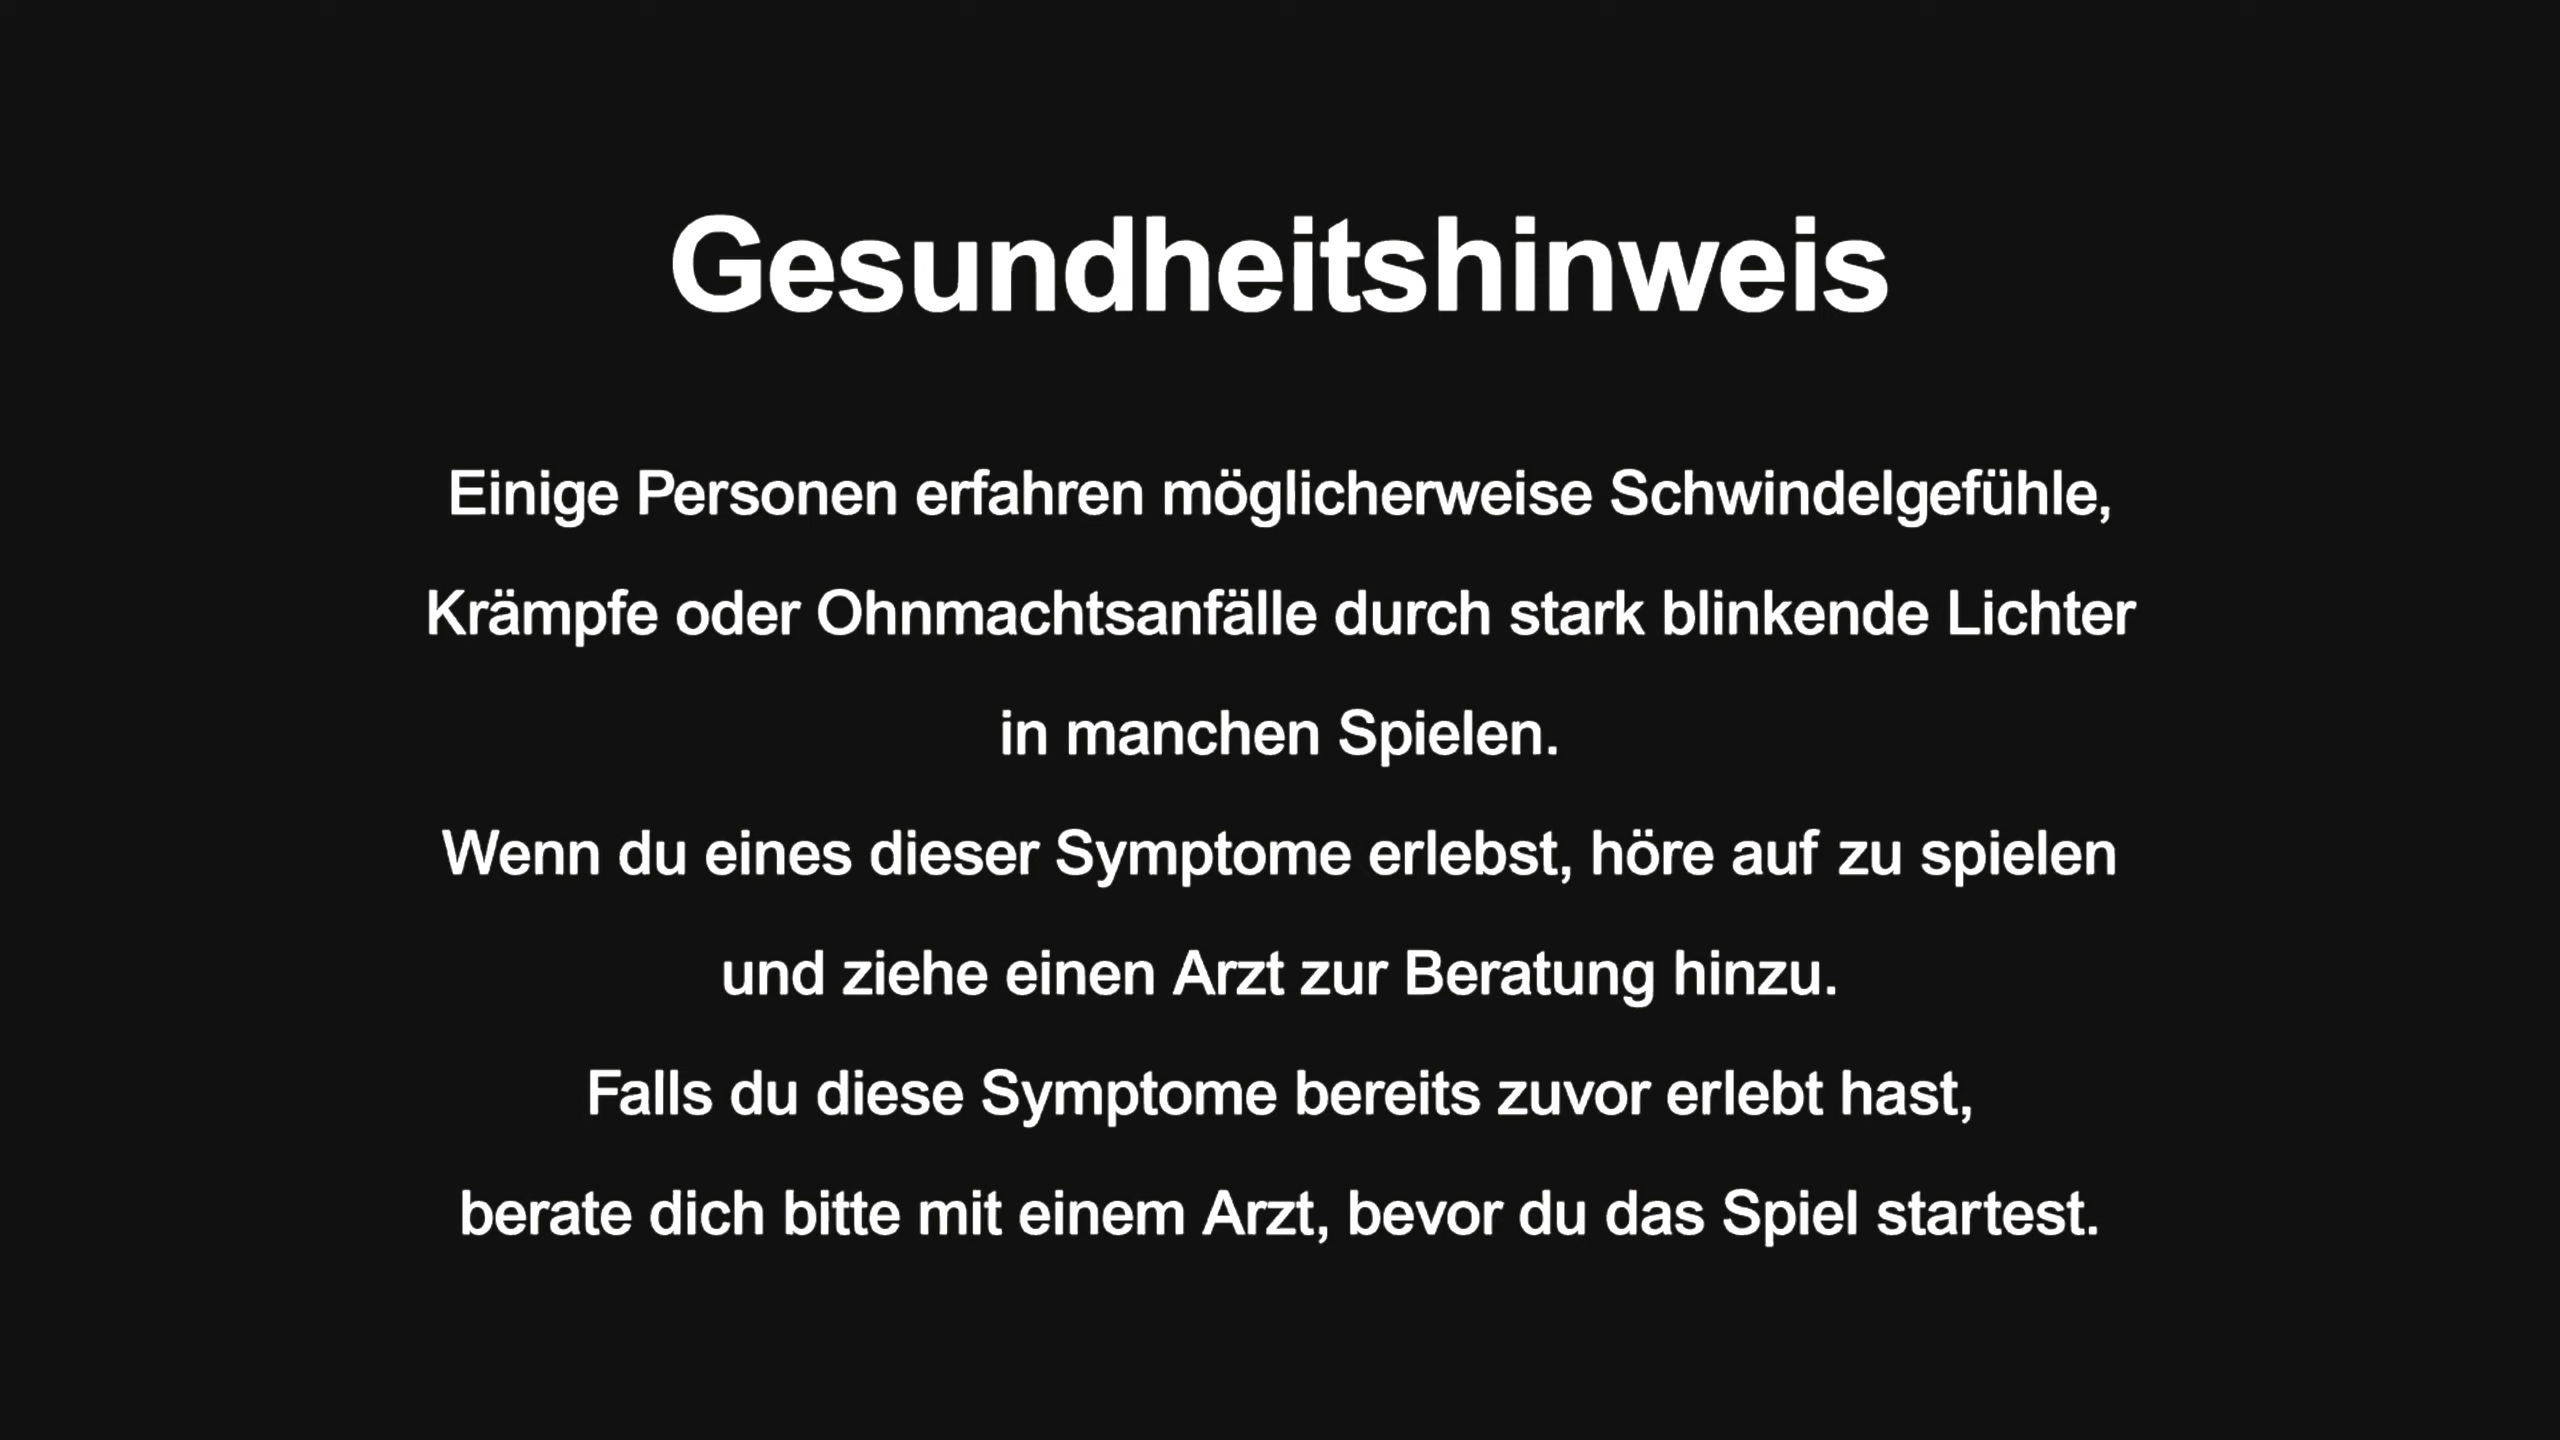 Gesundheitshinweis
Einige Personen erfahren möglicherweise Schwindelgefühle,
Krämpfe oder Ohnmachtsanfälle durch stark blinkende Lichter
in manchen Spielen.
Wenn du eines dieser Symptome erlebst, höre auf zu spielen
und ziehe einen Arzt zur Beratung hinzu.
Falls du diese Symptome bereits zuvor erlebt hast,
berate dich bitte mit einem Arzt, bevor du das Spiel startest.